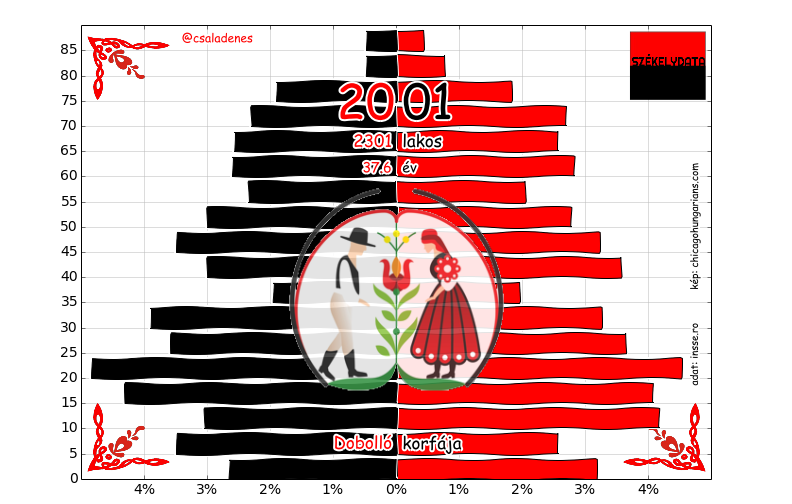 @csaladenes
SZÉKELYDATA
2001
2301 lakos
37.6 év
kép: chicagohungarians.com
adat: insse.ro
Dobolló korfája
85
80
75
70
65
60
55
50
45
40
35
30
25
20
15
10
5
0
4% 3% 2% 1% 0% 1% 2% 3% 4%